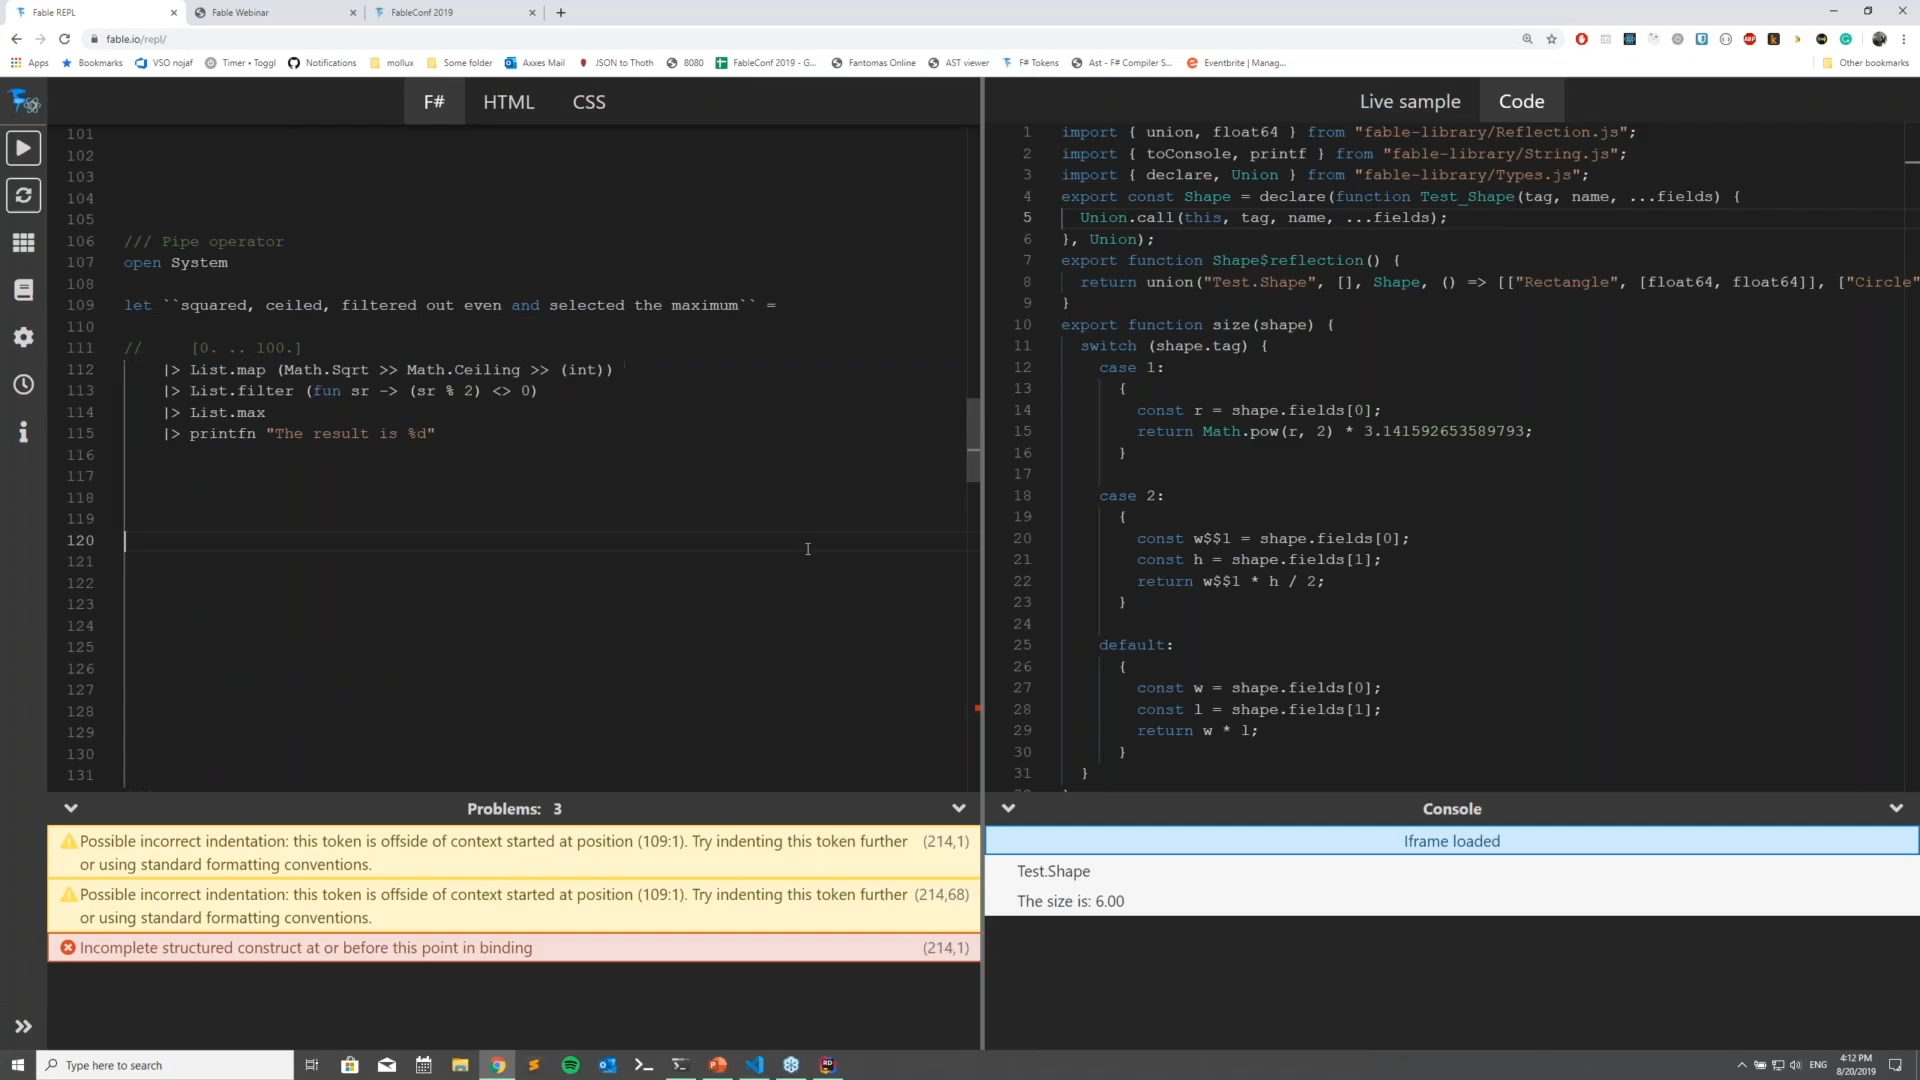 Fable REPL
Fable Webinar
FableConf 2019
fable.io/repl/
Apps
Bookmarks
VSO nojaf
Timer • Toggl
Notifications
mollux
Some folder
Axxes Mail
JSON to Thoth
8080
FableConf 2019 - G...
Fantomas Online
AST viewer
F# Tokens
Ast - F# Compiler S...
Eventbrite | Manag...
Other bookmarks
F#
HTML
CSS
Live sample
Code
101
102
103
104
105
106 /// Pipe operator
107 open System
108
109 let ``squared, ceiled, filtered out even and selected the maximum`` =
110
111 // [0. .. 100.]
112 |> List.map (Math.Sqrt >> Math.Ceiling >> (int))
113 |> List.filter (fun sr -> (sr % 2) <> 0)
114 |> List.max
115 |> printfn "The result is %d"
116
117
118
119
120
121
122
123
124
125
126
127
128
129
130
131
1 import { union, float64 } from "fable-library/Reflection.js";
2 import { toConsole, printf } from "fable-library/String.js";
3 import { declare, Union } from "fable-library/Types.js";
4 export const Shape = declare(function Test_Shape(tag, name, ...fields) {
5 Union.call(this, tag, name, ...fields);
6 }, Union);
7 export function Shape$reflection() {
8 return union("Test.Shape", [], Shape, () => [["Rectangle", [float64, float64]], ["Circle"
9 }
10 export function size(shape) {
11 switch (shape.tag) {
12 case 1:
13 {
14 const r = shape.fields[0];
15 return Math.pow(r, 2) * 3.141592653589793;
16 }
17
18 case 2:
19 {
20 const w$$1 = shape.fields[0];
21 const h = shape.fields[1];
22 return w$$1 * h / 2;
23 }
24
25 default:
26 {
27 const w = shape.fields[0];
28 const l = shape.fields[1];
29 return w * l;
30 }
31 }
Problems: 3
Possible incorrect indentation: this token is offside of context started at position (109:1). Try indenting this token further (214,1)
or using standard formatting conventions.
Possible incorrect indentation: this token is offside of context started at position (109:1). Try indenting this token further (214,68)
or using standard formatting conventions.
Incomplete structured construct at or before this point in binding (214,1)
Console
Iframe loaded
Test.Shape
The size is: 6.00
Type here to search
ENG
4:12 PM
8/20/2019